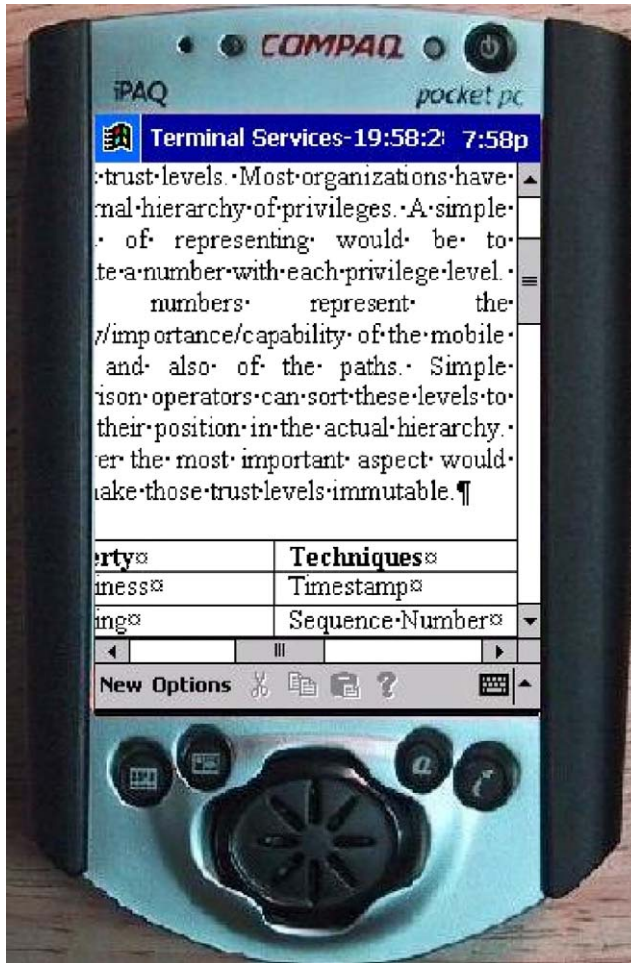 COMPAQ
iPAQ pocket pc
Terminal Services-19:58:2 7:58p
trust levels. Most organizations have
rnal hierarchy of privileges. A simple
of representing would be to
te a number with each privilege level.
numbers represent the
y/importance/capability of the mobile
and also of the paths. Simple
ison operators can sort these levels to
their position in the actual hierarchy.
er the most important aspect would
ake those trust levels immutable.¶
erty¤ Techniques¤
iness¤ Timestamp¤
ing¤ Sequence Number¤
New Options